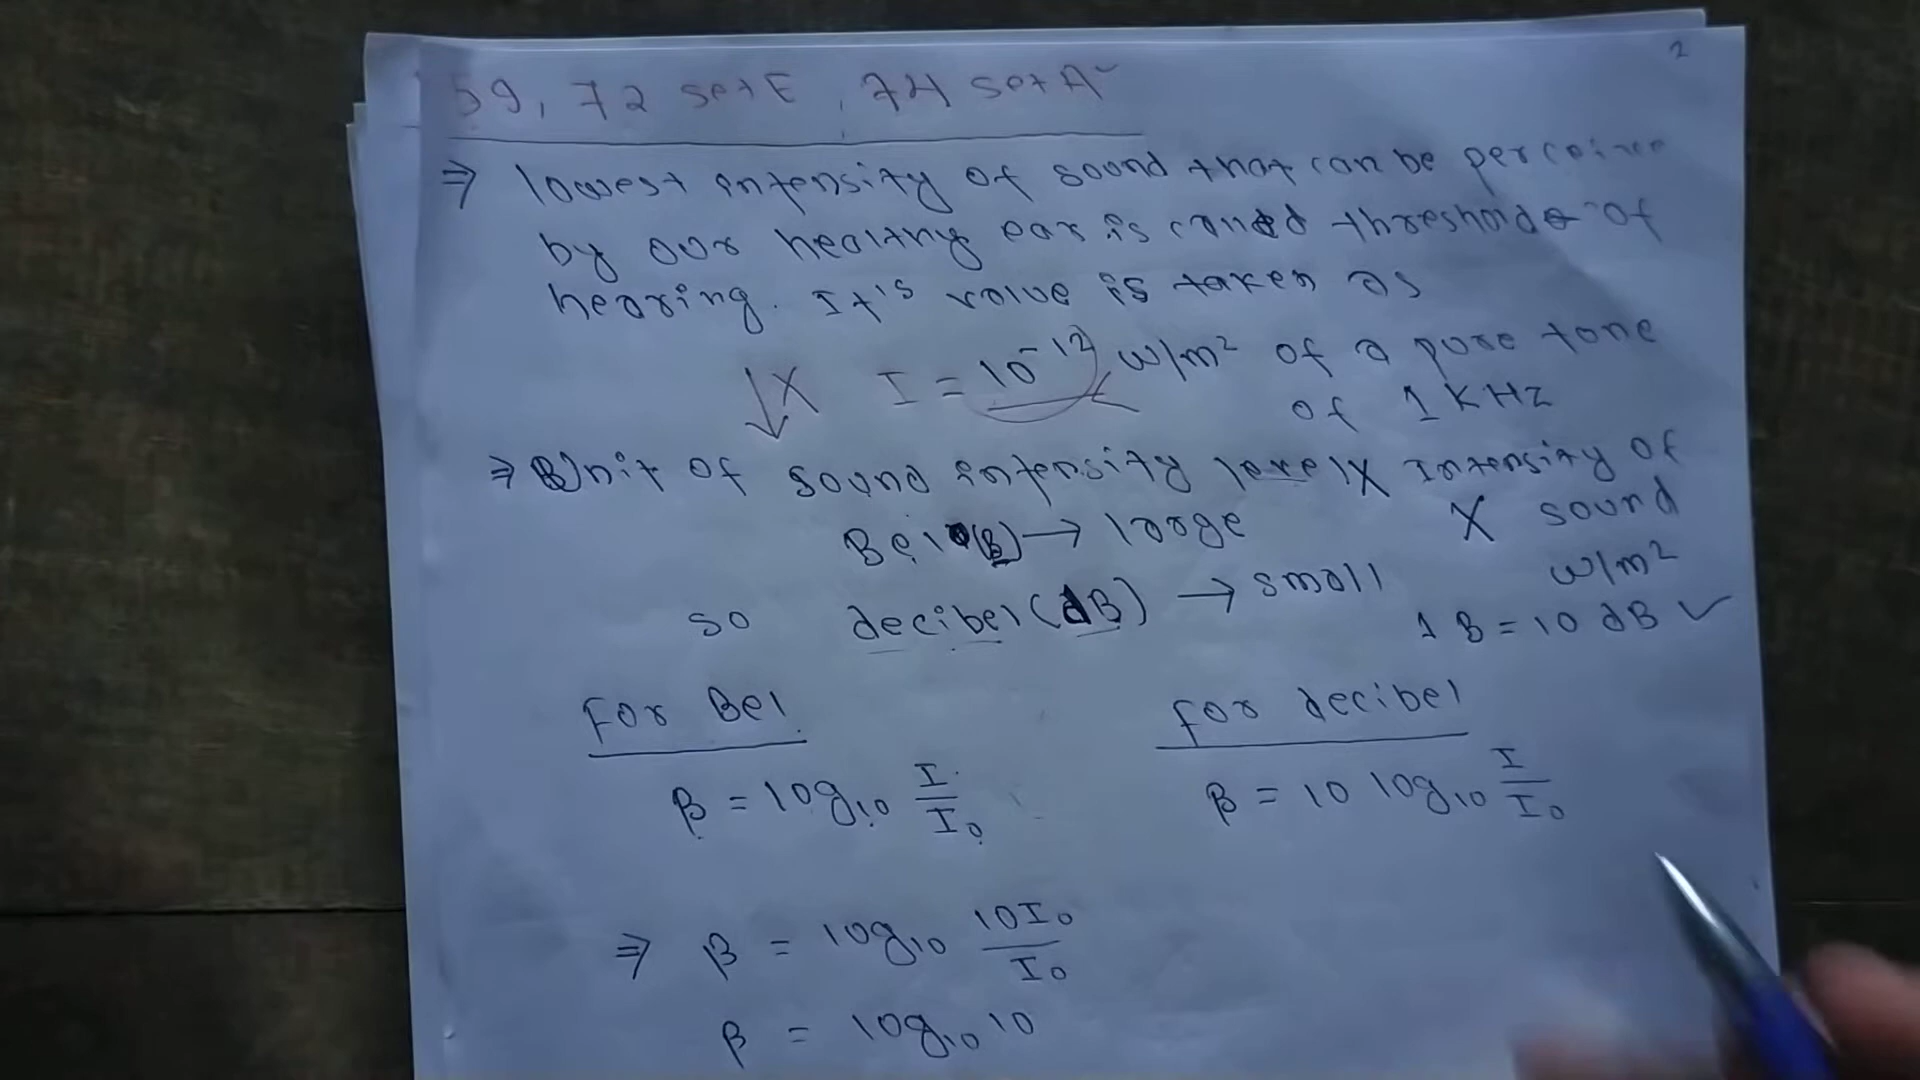 2
59, 72 set E, 74 set A
⇒ lowest intensity of sound that can be perceive
by our healthy ear is called threshold of
hearing. It's value is taken as
↓X I = 10⁻¹² w/m² of a pure tone
of 1 KHz
⇒ Unit of sound intensity level X Intensity of
X sound
Bel (B) → large
w/m²
so decibel (dB) → small
1 B = 10 dB ✓
For Bel
for decibel
β = log₁₀ I/I₀
β = 10 log₁₀ I/I₀
⇒ β = log₁₀ 10I₀/I₀
β = log₁₀ 10